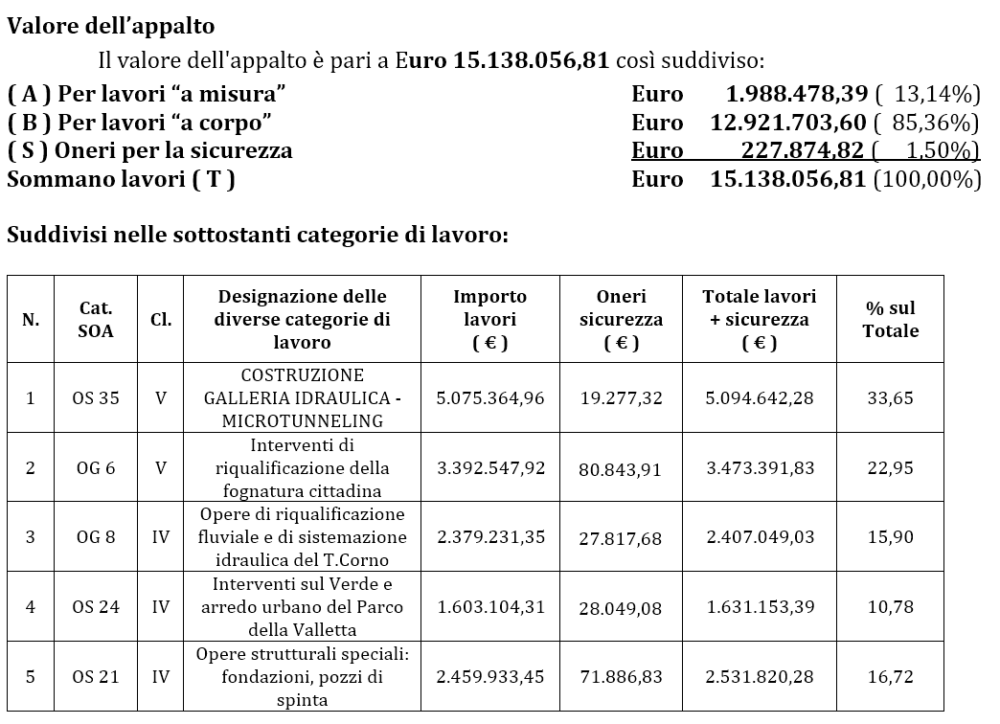 Valore dell’appalto
Il valore dell'appalto è pari a Euro 15.138.056,81 così suddiviso:
( A ) Per lavori “a misura” Euro 1.988.478,39 ( 13,14%)
( B ) Per lavori “a corpo” Euro 12.921.703,60 ( 85,36%)
( S ) Oneri per la sicurezza Euro 227.874,82 ( 1,50%)
Sommano lavori ( T ) Euro 15.138.056,81 (100,00%)
Suddivisi nelle sottostanti categorie di lavoro:
N.
Cat.
SOA
Cl.
Designazione delle
diverse categorie di
lavoro
Importo
lavori
( € )
Oneri
sicurezza
( € )
Totale lavori
+ sicurezza
( € )
% sul
Totale
1
OS 35
V
COSTRUZIONE
GALLERIA IDRAULICA -
MICROTUNNELING
5.075.364,96
19.277,32
5.094.642,28
33,65
2
OG 6
V
Interventi di
riqualificazione della
fognatura cittadina
3.392.547,92
80.843,91
3.473.391,83
22,95
3
OG 8
IV
Opere di riqualificazione
fluviale e di sistemazione
idraulica del T.Corno
2.379.231,35
27.817,68
2.407.049,03
15,90
4
OS 24
IV
Interventi sul Verde e
arredo urbano del Parco
della Valletta
1.603.104,31
28.049,08
1.631.153,39
10,78
5
OS 21
IV
Opere strutturali speciali:
fondazioni, pozzi di
spinta
2.459.933,45
71.886,83
2.531.820,28
16,72